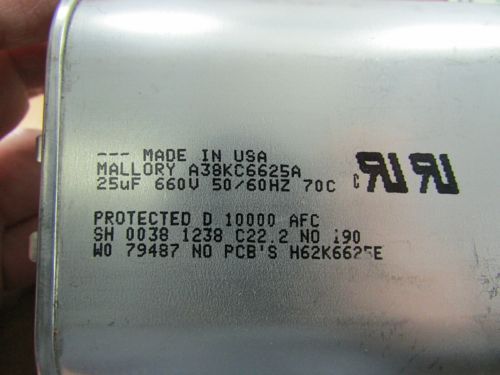 --- MADE IN USA
MALLORY A38KC6625A
25uF 660V 50/60HZ 70C
PROTECTED D 10000 AFC
SH 0038 1238 C22.2 NO 190
WO 79487 NO PCB'S H62K6625E